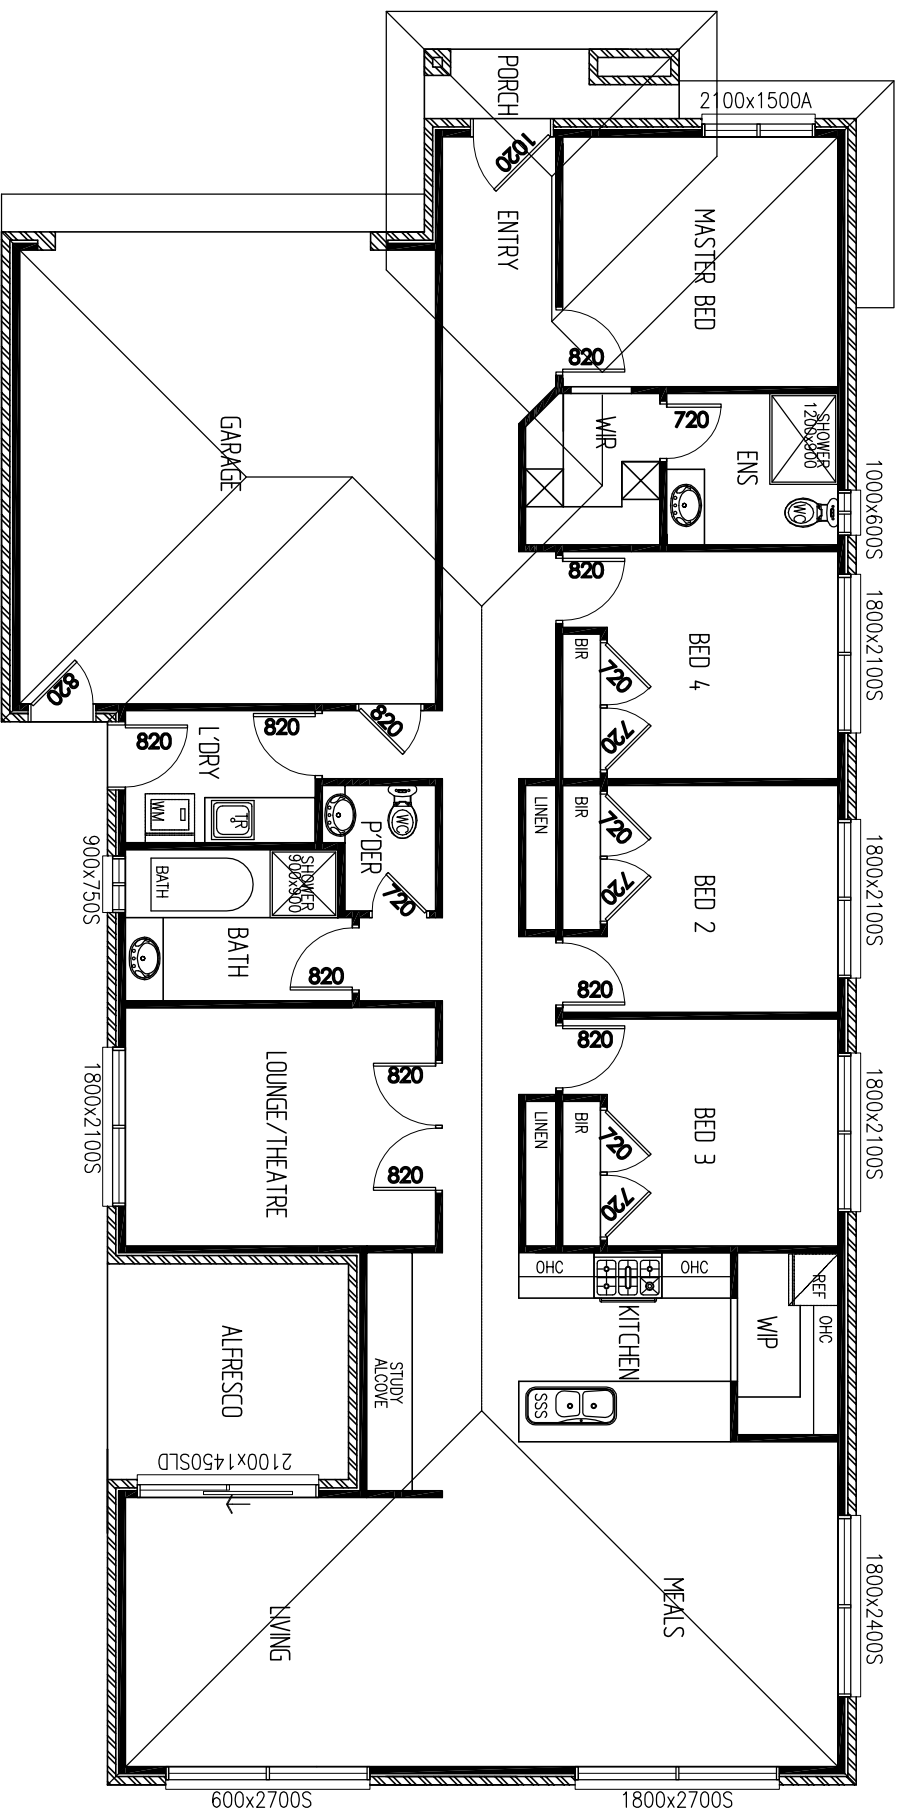 PORCH
2100x1500A
1020
ENTRY
MASTER BED
820
WIR
720
ENS
SHOWER
1200x900
WC
1000x600S
GARAGE
820
820
BED 4
1800x2100S
BIR
720
720
820
820
820
L'DRY
WM
TR
P'DER
WC
720
LINEN
BIR
720
720
BED 2
1800x2100S
820
900x750S
BATH
SHOWER
900x900
BATH
820
820
BED 3
1800x2100S
LINEN
BIR
720
720
LOUNGE/THEATRE
820
820
1800x2100S
OHC
OHC
KITCHEN
SSS
WIP
REF
OHC
STUDY
ALCOVE
ALFRESCO
2100x1450SLD
MEALS
1800x2400S
LIVING
600x2700S
1800x2700S